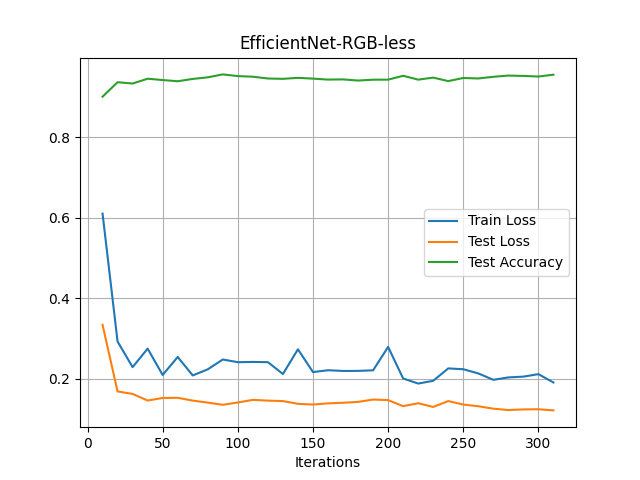 EfficientNet-RGB-less
0.8
0.6
0.4
0.2
Train Loss
Test Loss
Test Accuracy
0 50 100 150 200 250 300
Iterations